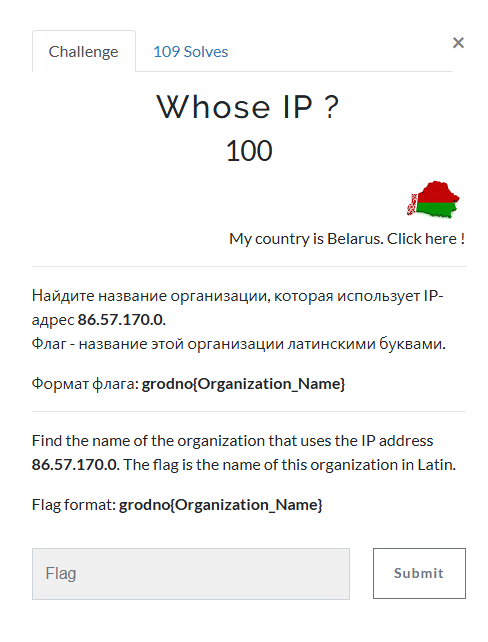 Challenge
109 Solves
×
Whose IP ?
100
My country is Belarus. Click here !
Найдите название организации, которая использует IP-
адрес 86.57.170.0.
Флаг - название этой организации латинскими буквами.
Формат флага: grodno{Organization_Name}
Find the name of the organization that uses the IP address
86.57.170.0. The flag is the name of this organization in Latin.
Flag format: grodno{Organization_Name}
Flag
Submit